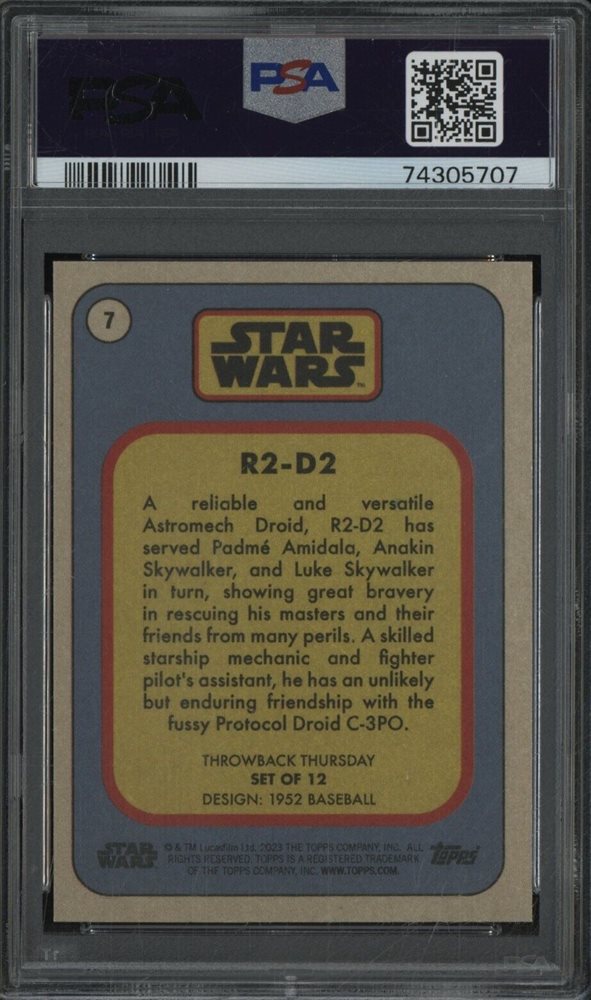 PSA
PSA
74305707
7
STAR
WARS™
R2-D2
A reliable and versatile
Astromech Droid, R2-D2 has
served Padmé Amidala, Anakin
Skywalker, and Luke Skywalker
in turn, showing great bravery
in rescuing his masters and their
friends from many perils. A skilled
starship mechanic and fighter
pilot's assistant, he has an unlikely
but enduring friendship with the
fussy Protocol Droid C-3PO.
THROWBACK THURSDAY
SET OF 12
DESIGN: 1952 BASEBALL
STAR
WARS
© & TM Lucasfilm Ltd. 2023 THE TOPPS COMPANY, INC. ALL
RIGHTS RESERVED. TOPPS IS A REGISTERED TRADEMARK
OF THE TOPPS COMPANY, INC. WWW.TOPPS.COM.
topps
PSA